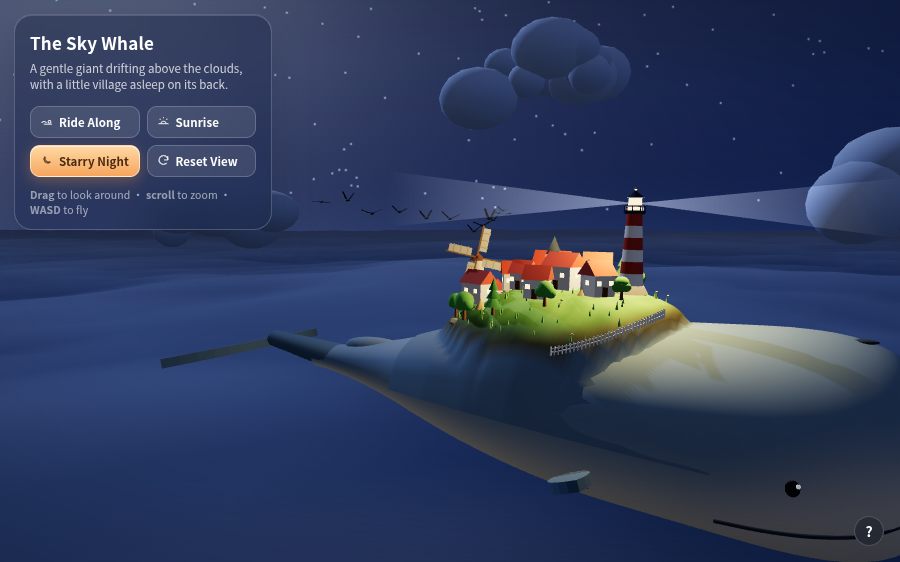 The Sky Whale
A gentle giant drifting above the clouds,
with a little village asleep on its back.
Ride Along
Sunrise
Starry Night
Reset View
Drag to look around • scroll to zoom •
WASD to fly
?